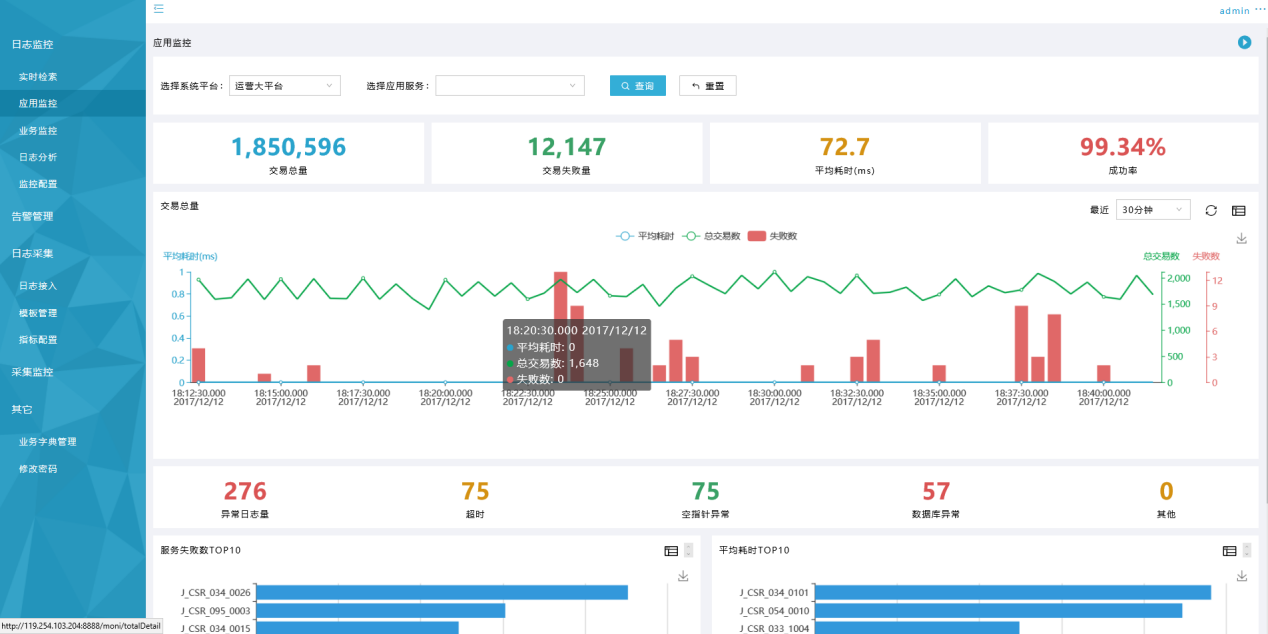 admin ···
日志监控
实时检索
应用监控
业务监控
日志分析
监控配置
告警管理
日志采集
日志接入
模板管理
指标配置
采集监控
其它
业务字典管理
修改密码
应用监控
选择系统平台： 运营大平台 选择应用服务： 查询 重置
1,850,596 12,147 72.7 99.34%
交易总量 交易失败量 平均耗时(ms) 成功率
交易总量 最近 30分钟
平均耗时 总交易数 失败数
平均耗时(ms) 总交易数 失败数
1 2,000 12
0.8 1,500 9
0.6 1,000 6
0.4 500 3
0.2 0 0
0
18:20:30.000 2017/12/12
平均耗时: 0
总交易数: 1,648
失败数: 0
18:12:30.000 18:15:00.000 18:17:30.000 18:20:00.000 18:22:30.000 18:25:00.000 18:27:30.000 18:30:00.000 18:32:30.000 18:35:00.000 18:37:30.000 18:40:00.000
2017/12/12 2017/12/12 2017/12/12 2017/12/12 2017/12/12 2017/12/12 2017/12/12 2017/12/12 2017/12/12 2017/12/12 2017/12/12 2017/12/12
276 75 75 57 0
异常日志量 超时 空指针异常 数据库异常 其他
服务失败数TOP10 平均耗时TOP10
J_CSR_034_0026 J_CSR_034_0101
J_CSR_095_0003 J_CSR_054_0010
J_CSR_034_0015 J_CSR_033_1004
http://119.254.103.204:8888/moni/totalDetail